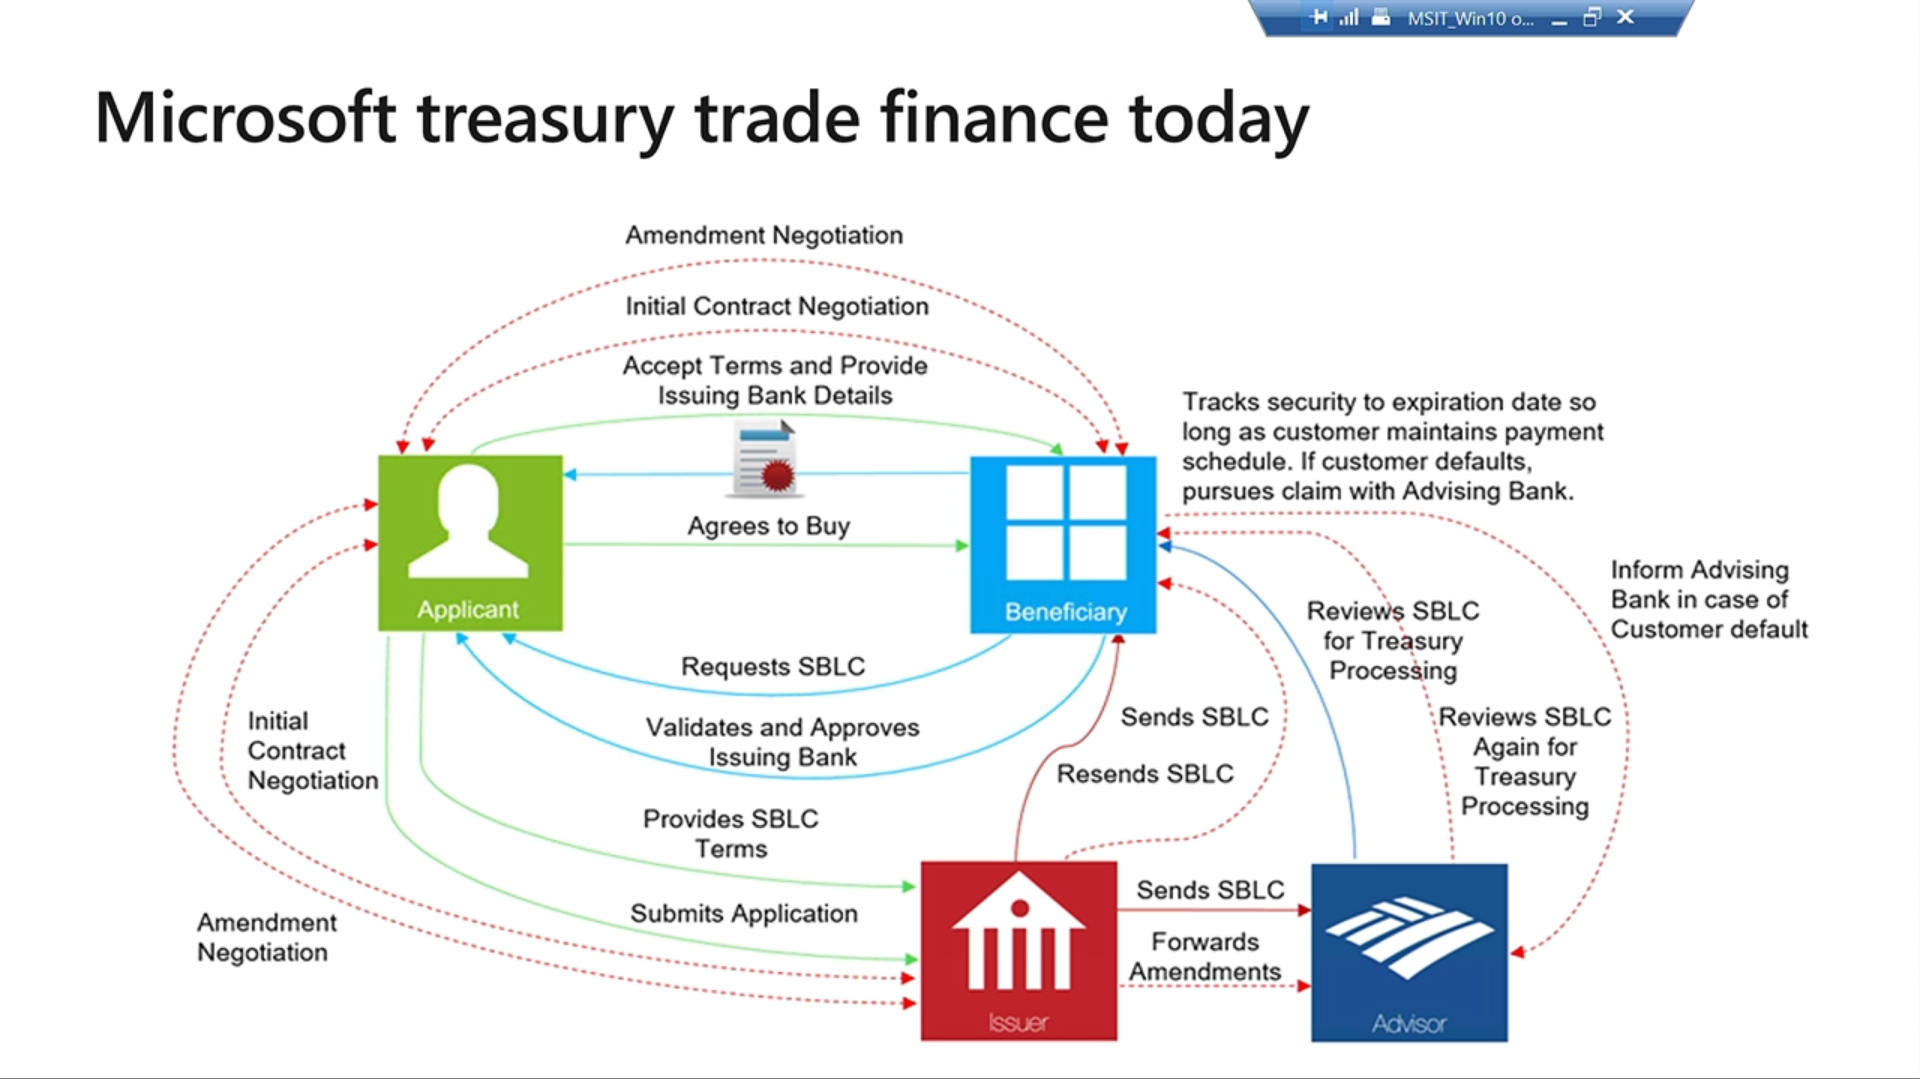 MSIT_Win10 o...
Microsoft treasury trade finance today
Amendment Negotiation
Initial Contract Negotiation
Accept Terms and Provide
Issuing Bank Details
Agrees to Buy
Applicant
Beneficiary
Tracks security to expiration date so
long as customer maintains payment
schedule. If customer defaults,
pursues claim with Advising Bank.
Inform Advising
Bank in case of
Customer default
Reviews SBLC
for Treasury
Processing
Requests SBLC
Validates and Approves
Issuing Bank
Sends SBLC
Resends SBLC
Reviews SBLC
Again for
Treasury
Processing
Initial
Contract
Negotiation
Provides SBLC
Terms
Submits Application
Amendment
Negotiation
Sends SBLC
Forwards
Amendments
Issuer
Advisor